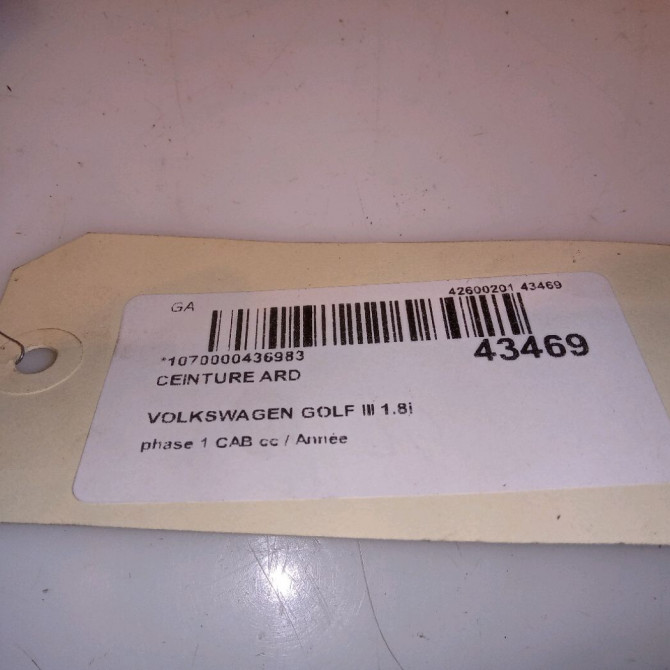 GA
42600201 43469
*1070000436983
43469
CEINTURE ARD
VOLKSWAGEN GOLF III 1.8i
phase 1 CAB cc / Année